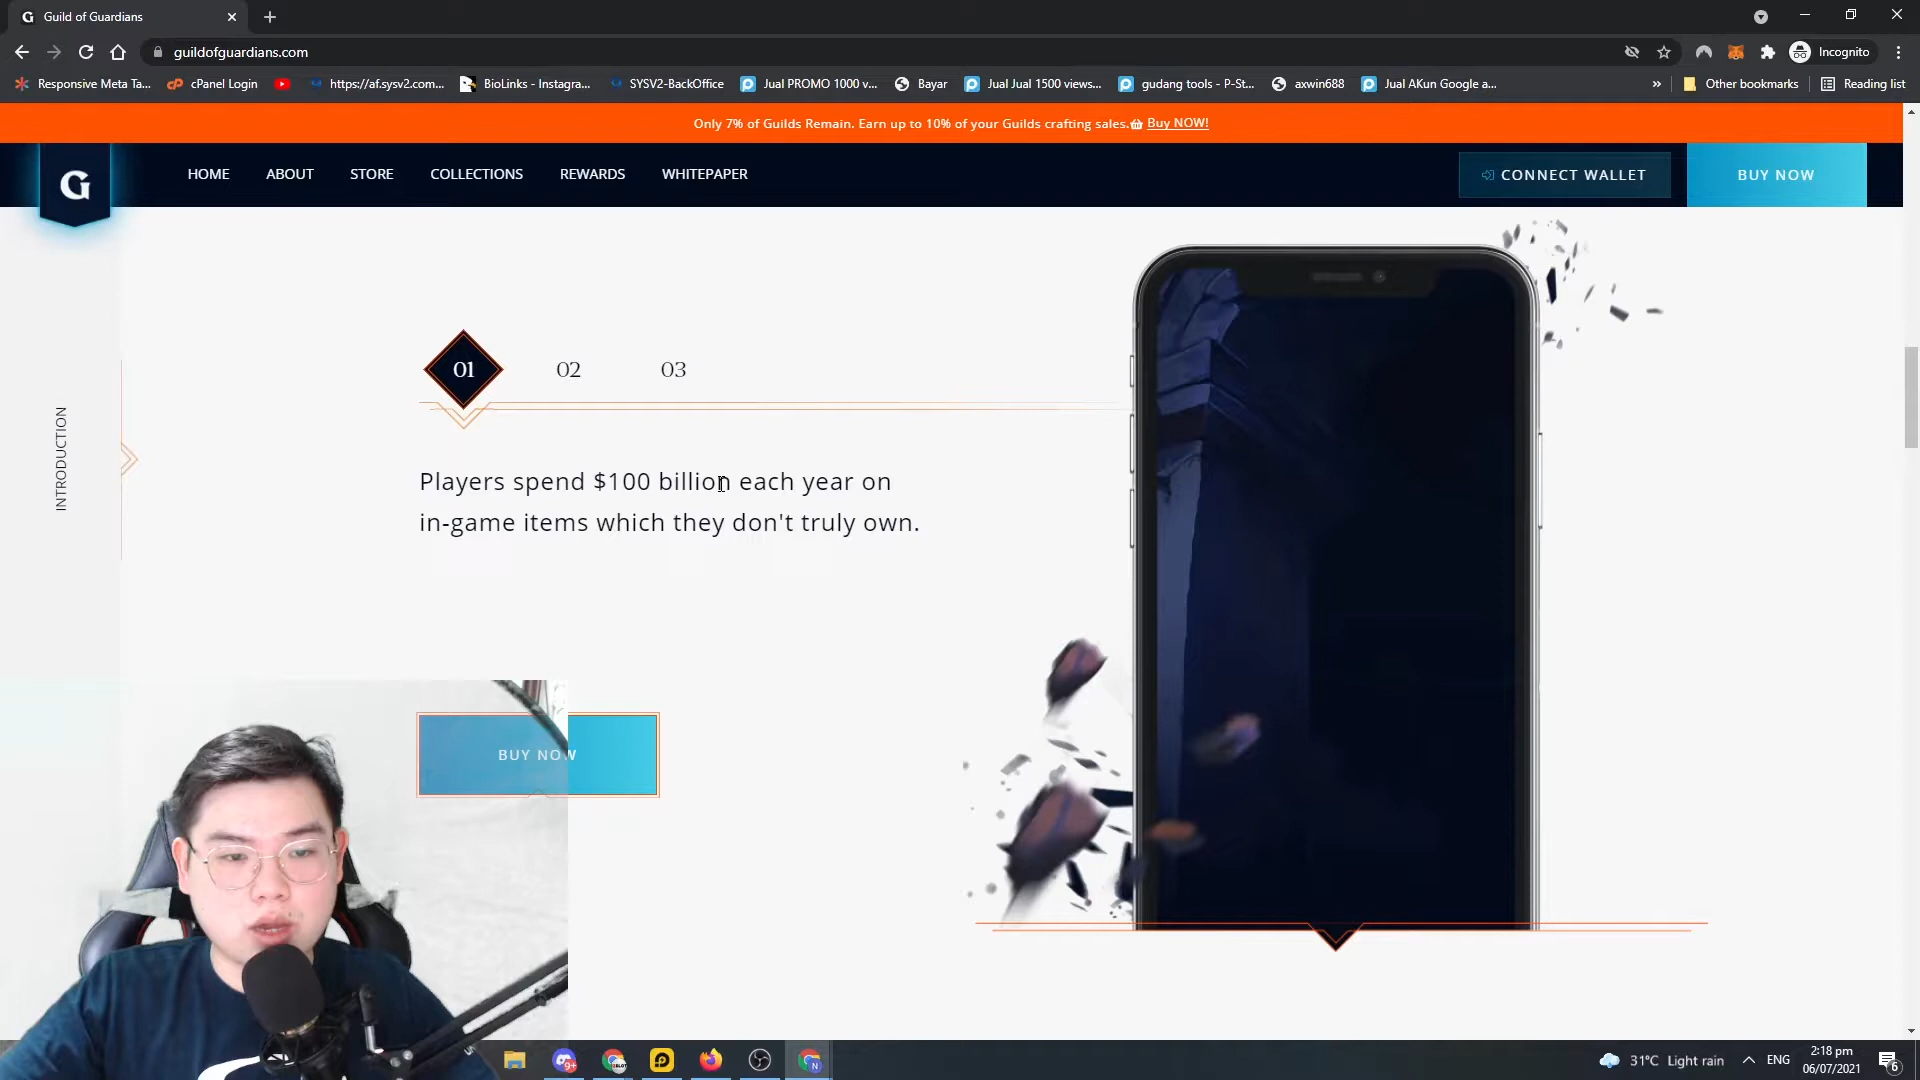 Guild of Guardians
guildofguardians.com
Incognito
Responsive Meta Ta...
cPanel Login
https://af.sysv2.com...
BioLinks - Instagra...
SYSV2-BackOffice
Jual PROMO 1000 v...
Bayar
Jual Jual 1500 views...
gudang tools - P-St...
axwin688
Jual AKun Google a...
»
Other bookmarks
Reading list
Only 7% of Guilds Remain. Earn up to 10% of your Guilds crafting sales. Buy NOW!
G
HOME
ABOUT
STORE
COLLECTIONS
REWARDS
WHITEPAPER
CONNECT WALLET
BUY NOW
01
02
03
INTRODUCTION
Players spend $100 billion each year on
in-game items which they don't truly own.
BUY NOW
31°C Light rain
ENG
2:18 pm
06/07/2021
6